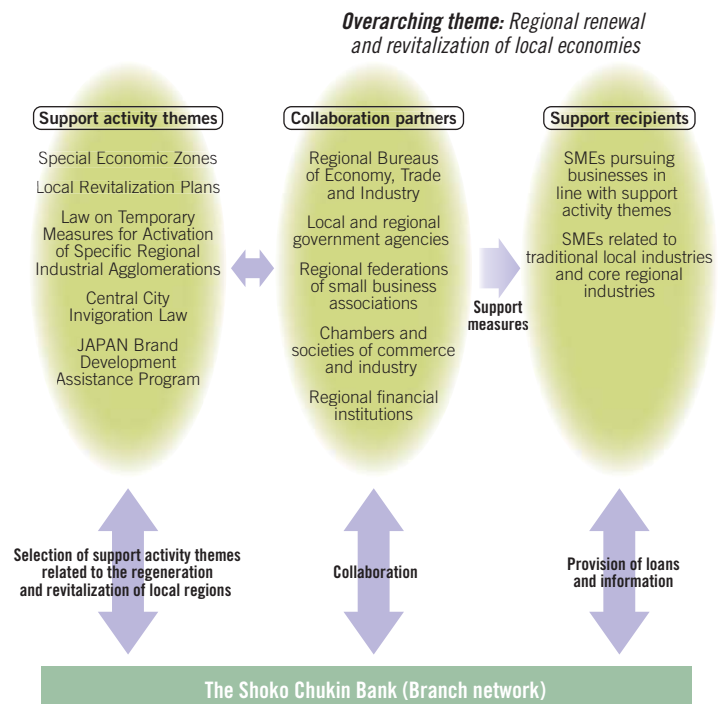 Overarching theme: Regional renewal
and revitalization of local economies
Support activity themes
Special Economic Zones
Local Revitalization Plans
Law on Temporary
Measures for Activation
of Specific Regional
Industrial Agglomerations
Central City
Invigoration Law
JAPAN Brand
Development
Assistance Program
Collaboration partners
Regional Bureaus
of Economy, Trade
and Industry
Local and regional
government agencies
Regional federations
of small business
associations
Chambers and
societies of commerce
and industry
Regional financial
institutions
Support
measures
Support recipients
SMEs pursuing
businesses in
line with support
activity themes
SMEs related to
traditional local industries
and core regional
industries
Selection of support activity themes
related to the regeneration
and revitalization of local regions
Collaboration
Provision of loans
and information
The Shoko Chukin Bank (Branch network)